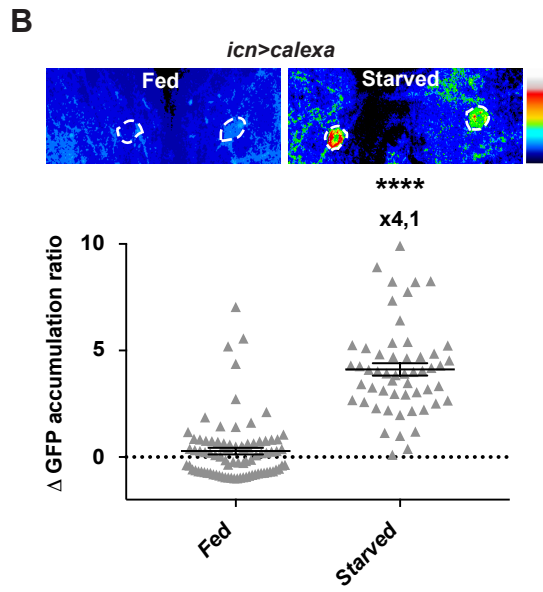 B
icn>calexa
Fed
Starved
****
x4,1
Δ GFP accumulation ratio
10
5
0
Fed
Starved